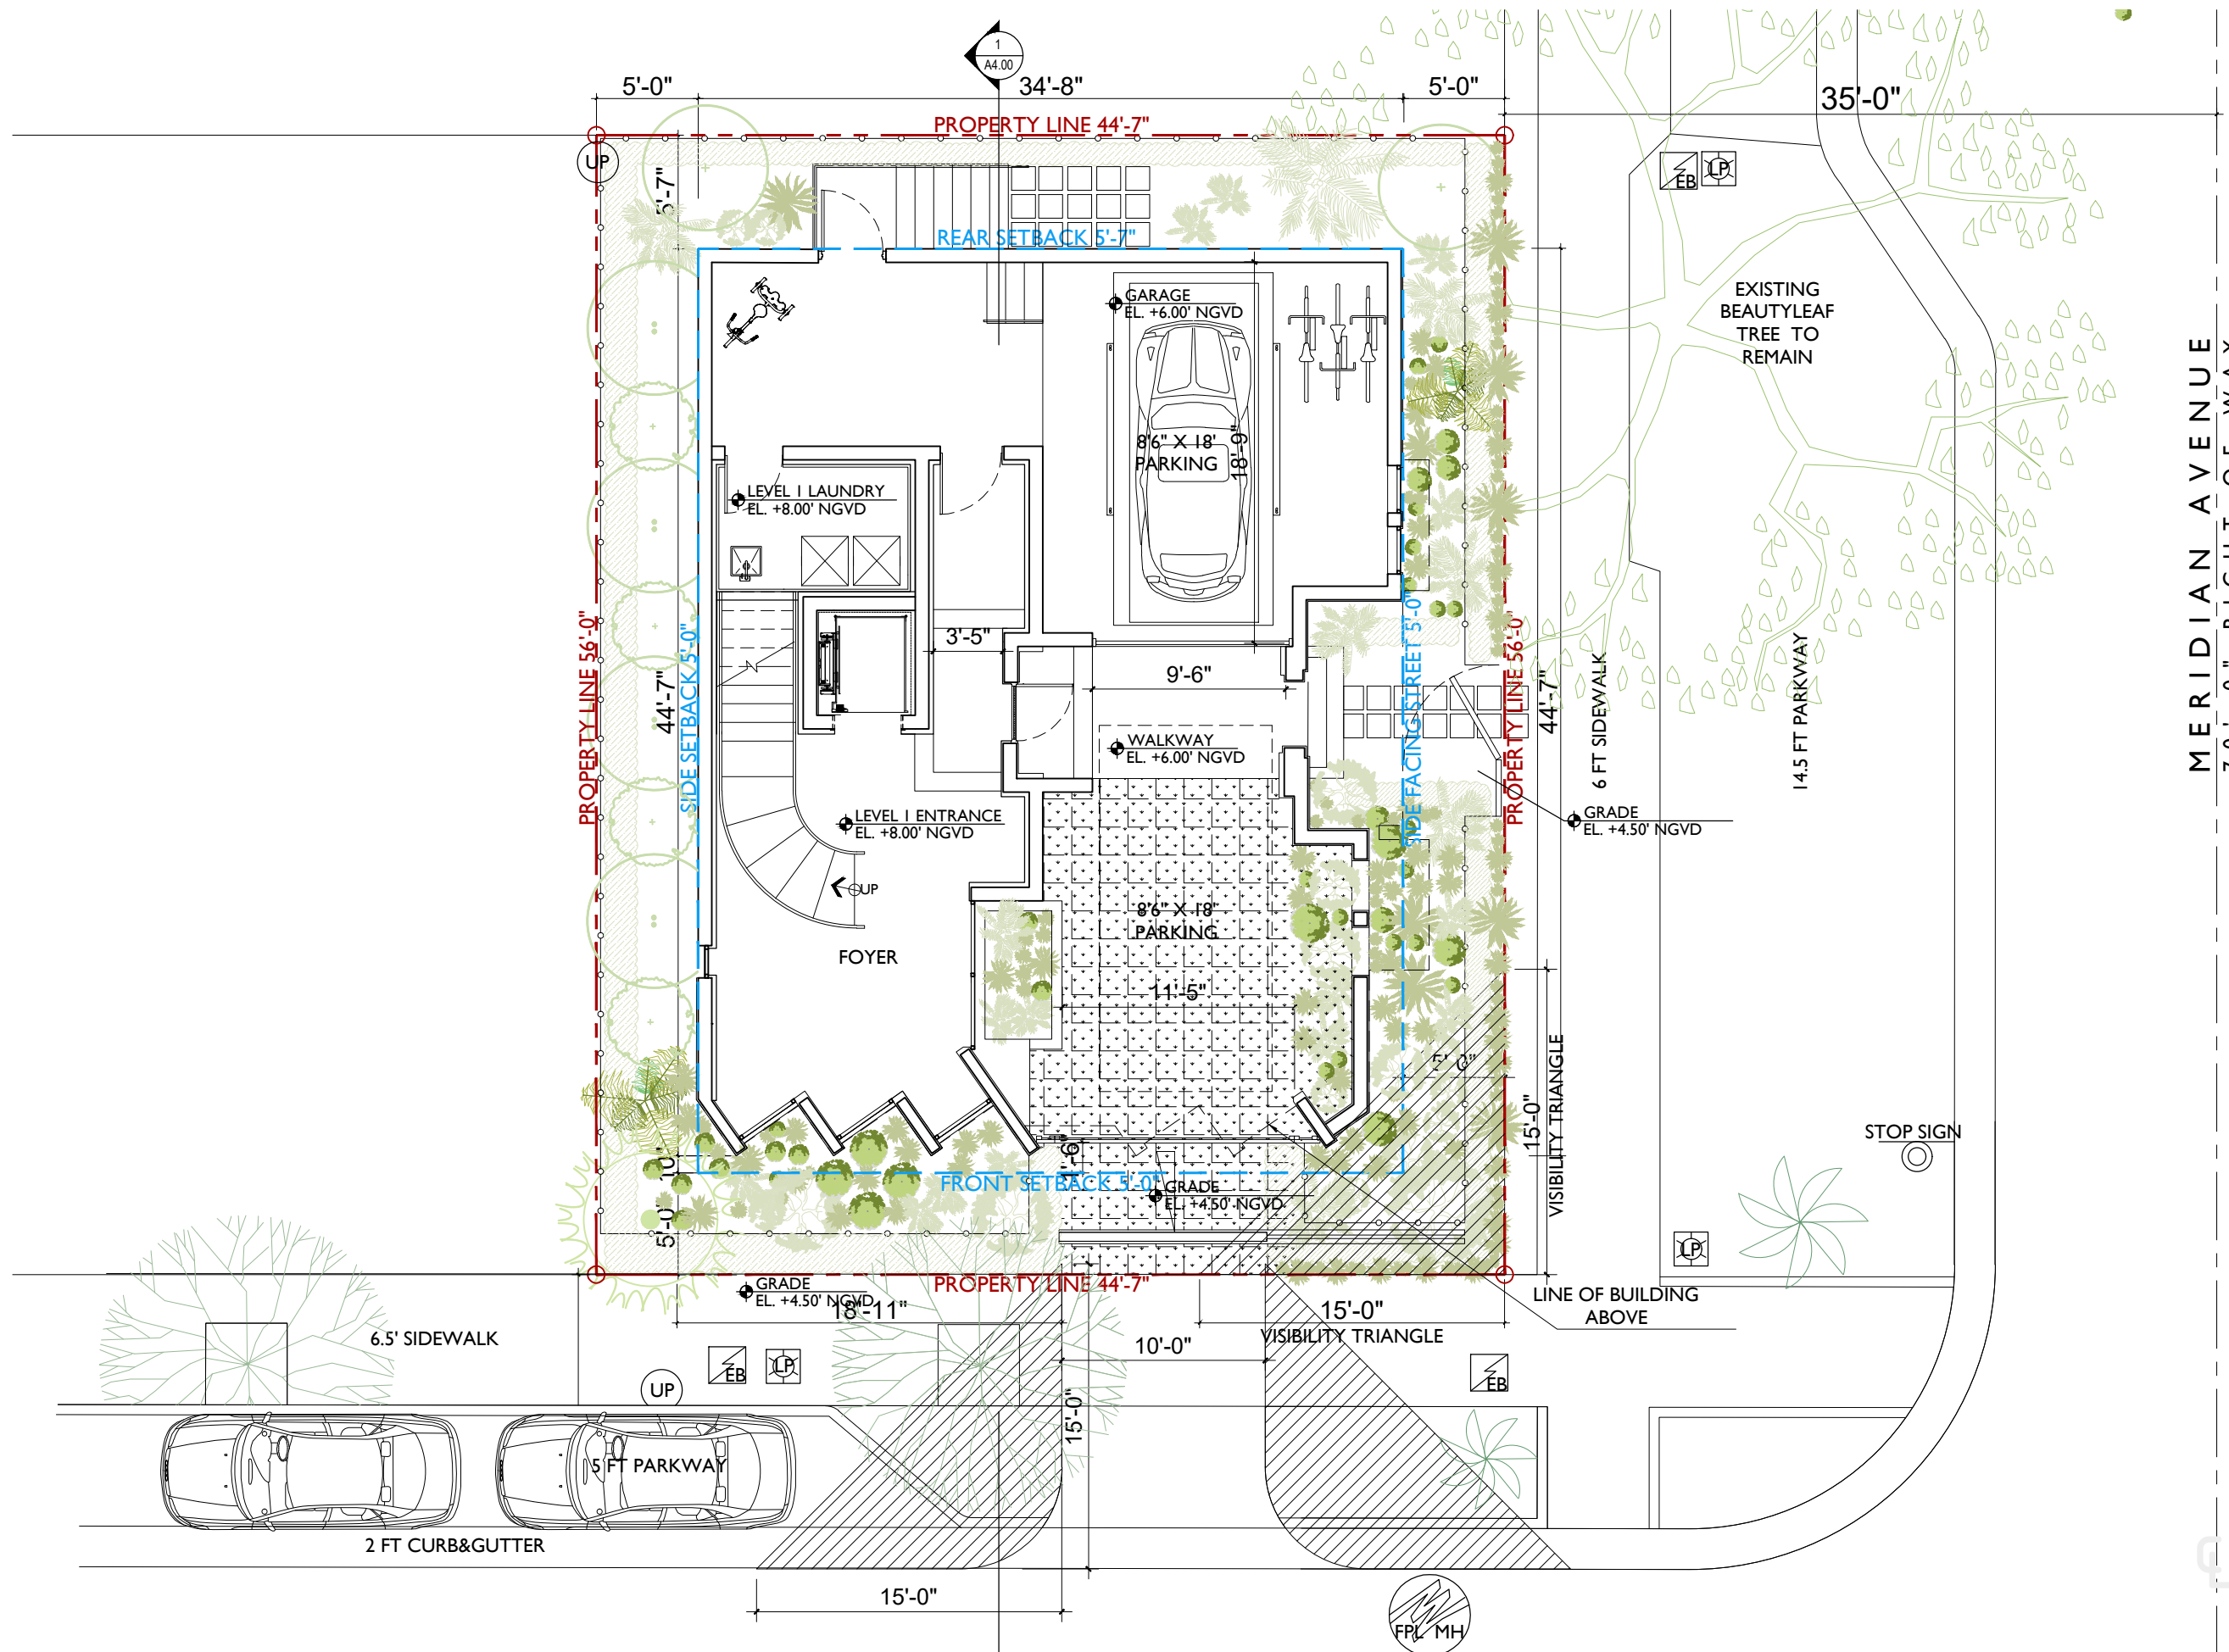 1
A4.00
5'-0"
34'-8"
5'-0"
35'-0"
PROPERTY LINE 44'-7"
UP
EB
LP
5'-7"
REAR SETBACK 5'-7"
GARAGE
EL. +6.00' NGVD
EXISTING
BEAUTYLEAF
TREE TO
REMAIN
MERIDIAN AVENUE
8'6" X 18'
PARKING
18'-9"
LEVEL 1 LAUNDRY
EL. +8.00' NGVD
PROPERTY LINE 56'-0"
SIDE SETBACK 5'-0"
44'-7"
3'-5"
9'-6"
SIDE FACING STREET 5'-0"
PROPERTY LINE 56'-0"
44'-7"
6 FT SIDEWALK
14.5 FT PARKWAY
WALKWAY
EL. +6.00' NGVD
LEVEL 1 ENTRANCE
EL. +8.00' NGVD
GRADE
EL. +4.50' NGVD
UP
8'6" X 18'
PARKING
FOYER
11'-5"
5'-0"
VISIBILITY TRIANGLE
15'-0"
STOP SIGN
10"
1'-6"
FRONT SETBACK 5'-0"
GRADE
EL. +4.50' NGVD
5'-0"
LP
PROPERTY LINE 44'-7"
GRADE
EL. +4.50' NGVD
18'-11"
15'-0"
LINE OF BUILDING
ABOVE
6.5' SIDEWALK
VISIBILITY TRIANGLE
10'-0"
EB
LP
EB
UP
15'-0"
5 FT PARKWAY
2 FT CURB&GUTTER
15'-0"
FPL MH